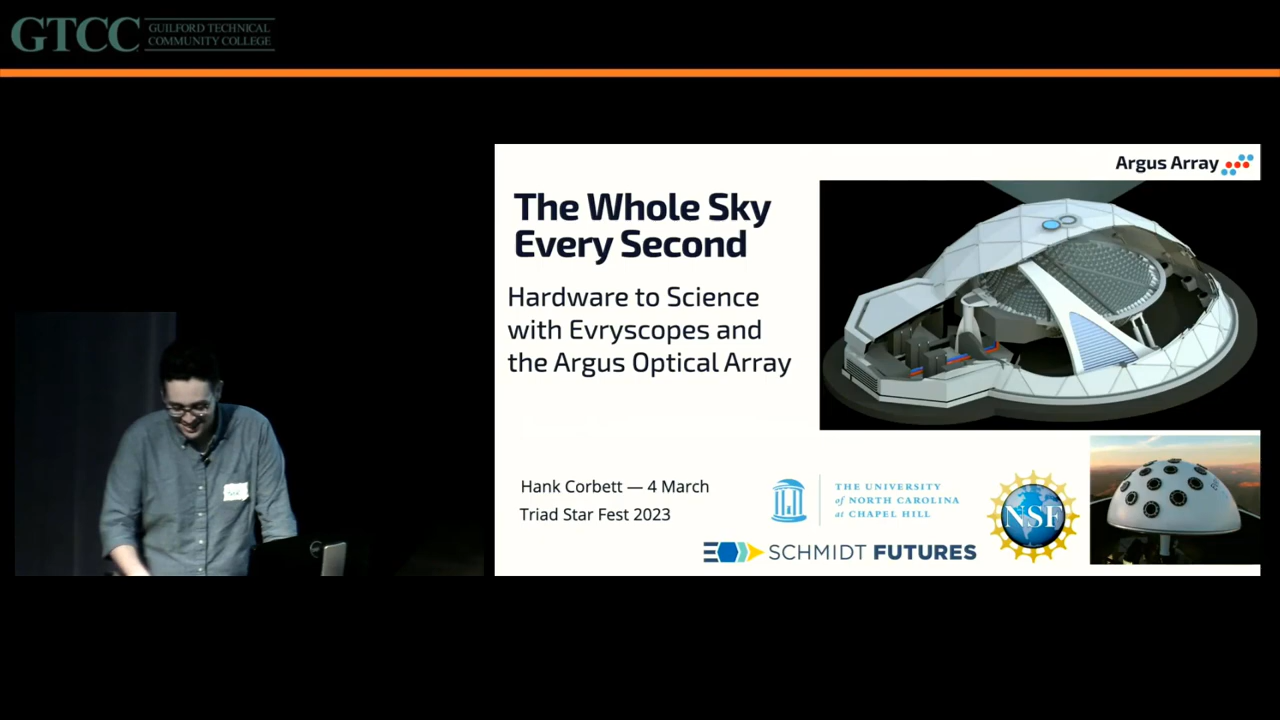 GTCC
GUILFORD TECHNICAL
COMMUNITY COLLEGE
Argus Array
The Whole Sky
Every Second
Hardware to Science
with Evryscopes and
the Argus Optical Array
Hank Corbett — 4 March
Triad Star Fest 2023
THE UNIVERSITY
of NORTH CAROLINA
at CHAPEL HILL
NSF
SCHMIDT FUTURES
hp